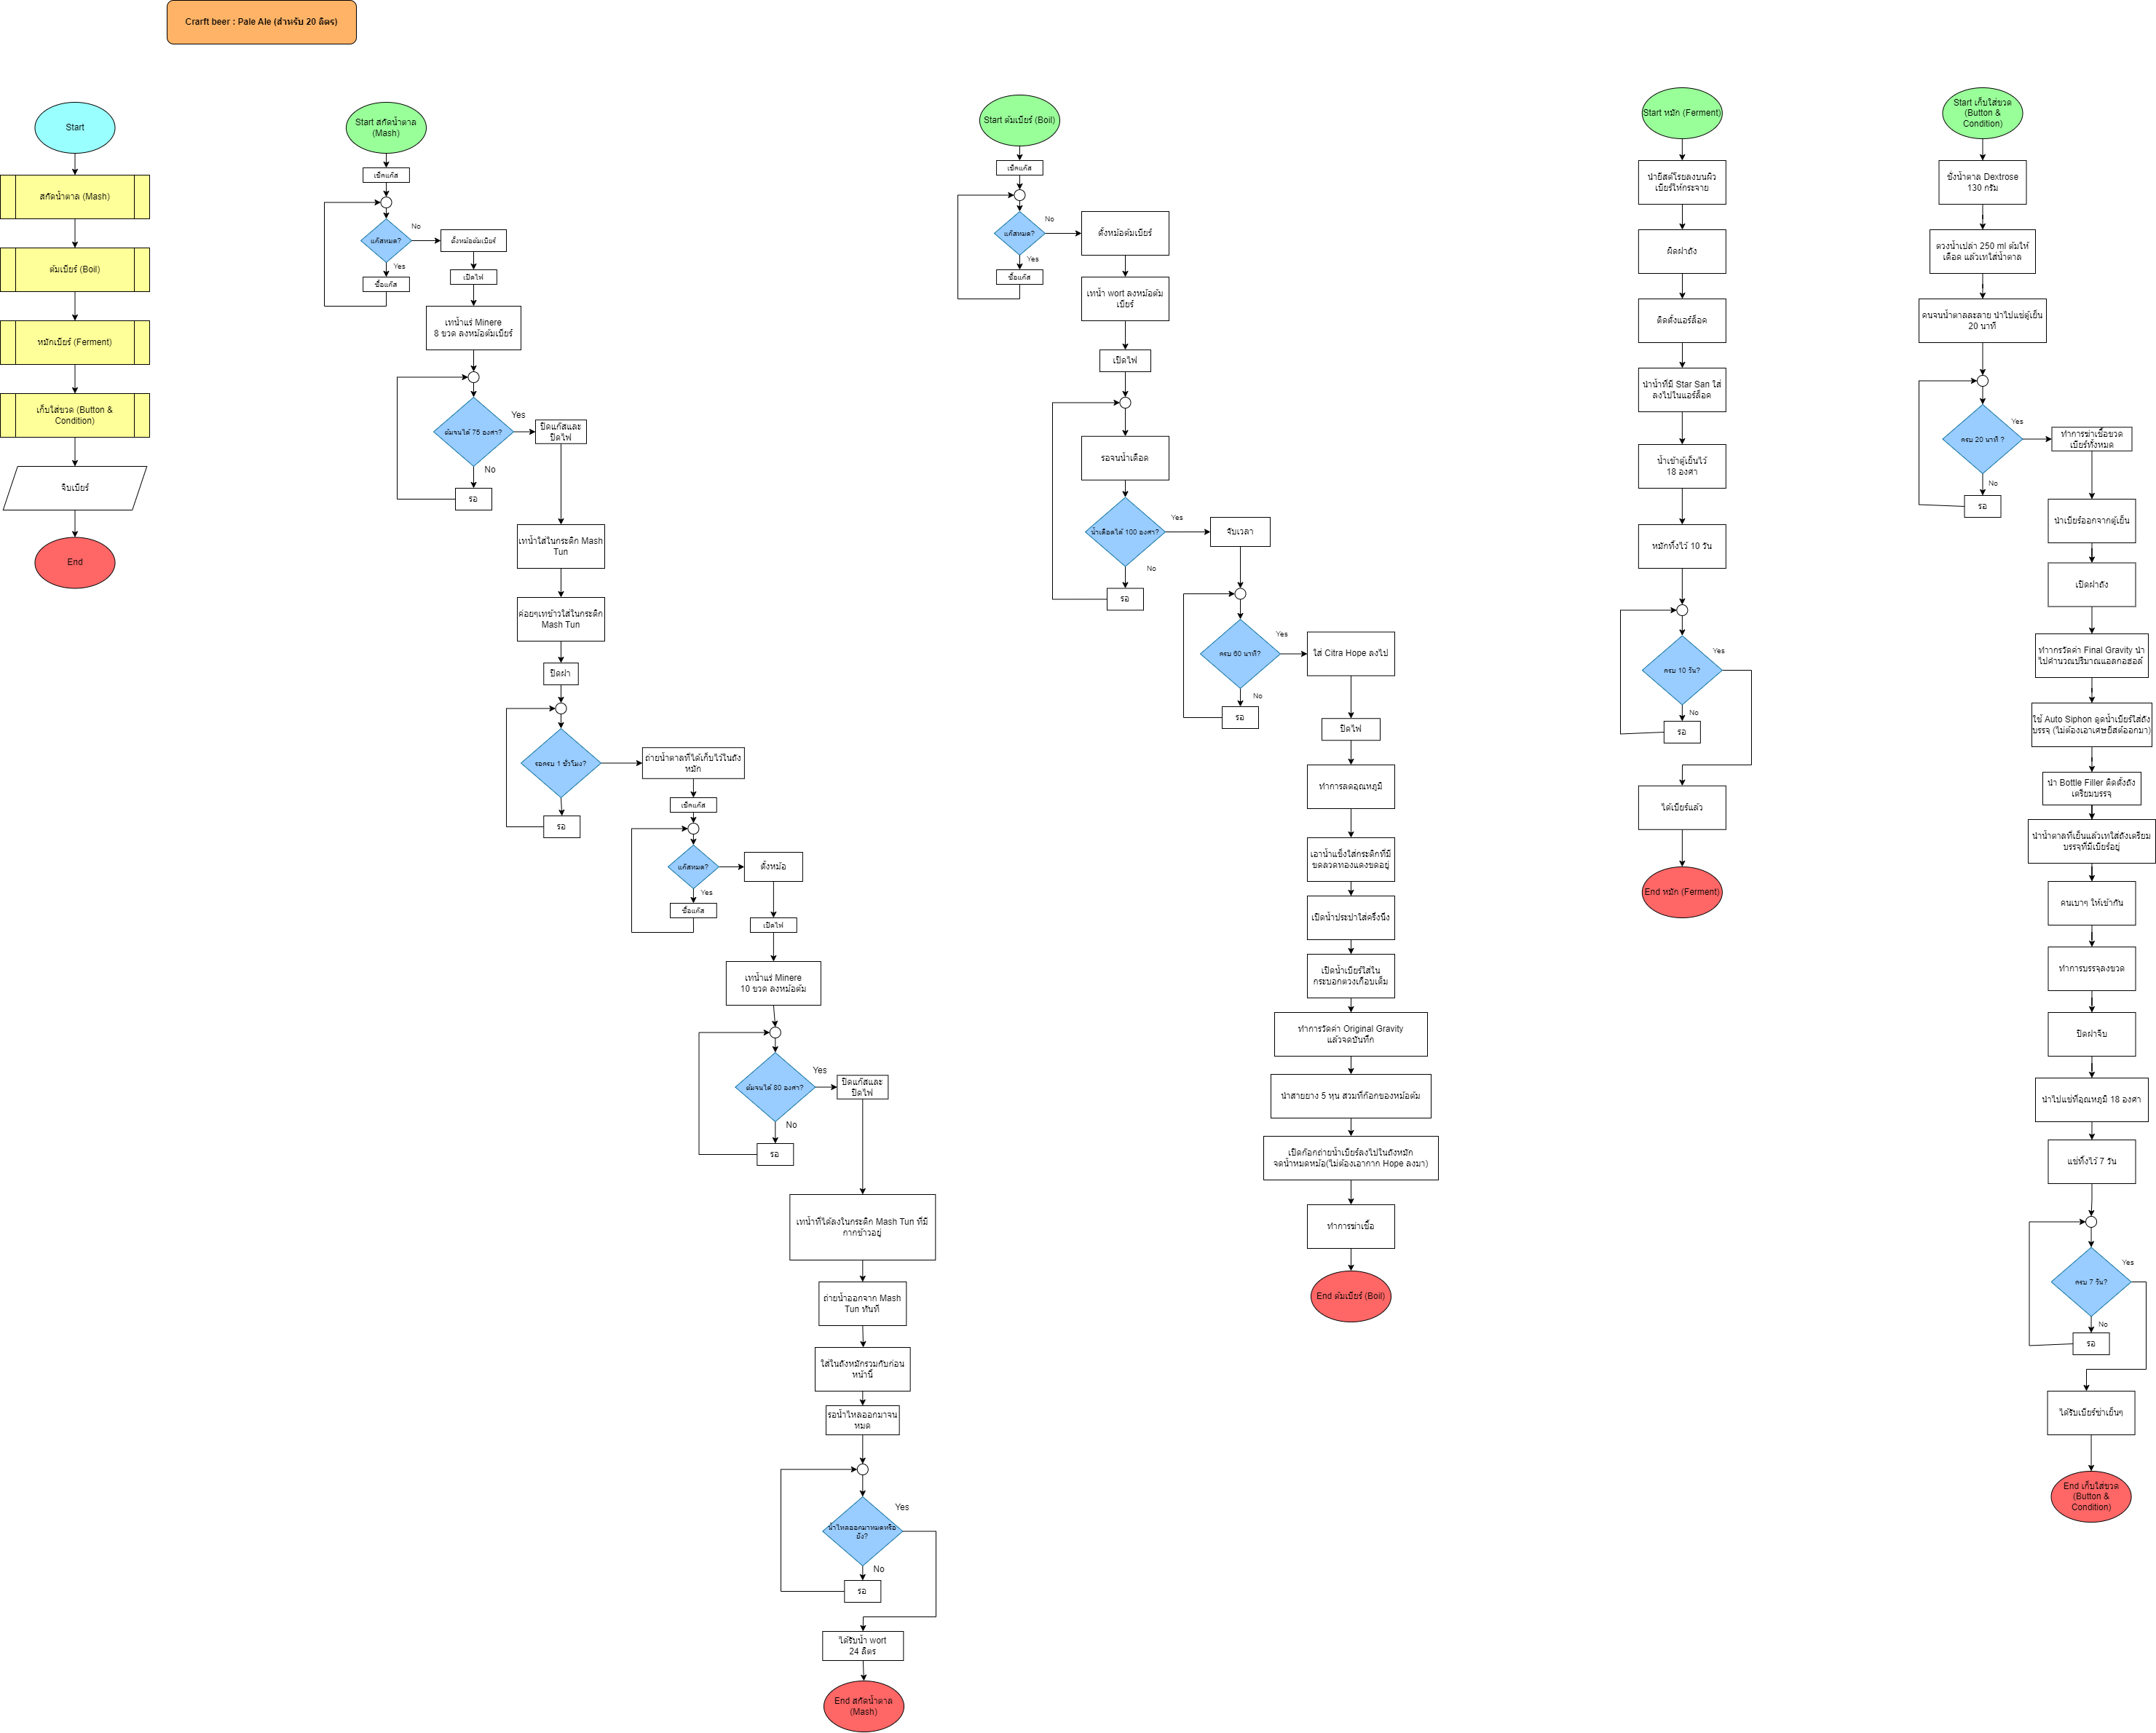 Crarft beer : Pale Ale (สำหรับ 20 ลิตร)
Start
สกัดน้ำตาล (Mash)
ต้มเบียร์ (Boil)
หมักเบียร์ (Ferment)
เก็บใส่ขวด (Button &
Condition)
จิบเบียร์
End
Start สกัดน้ำตาล
(Mash)
เช็คแก๊ส
แก๊สหมด?
No
Yes
ซื้อแก๊ส
ตั้งหม้อต้มเบียร์
เปิดไฟ
เทน้ำแร่ Minere
8 ขวด ลงหม้อต้มเบียร์
ต้มจนได้ 75 องศา?
Yes
No
รอ
ปิดแก๊สและ
ปิดไฟ
เทน้ำใส่ในกระติก Mash
Tun
ค่อยๆเทข้าวใส่ในกระติก
Mash Tun
ปิดฝา
รอครบ 1 ชั่วโมง?
รอ
ถ่ายน้ำตาลที่ได้เก็บไว้ในถัง
หมัก
เช็คแก๊ส
แก๊สหมด?
Yes
ซื้อแก๊ส
ตั้งหม้อ
เปิดไฟ
เทน้ำแร่ Minere
10 ขวด ลงหม้อต้ม
ต้มจนได้ 80 องศา?
Yes
No
รอ
ปิดแก๊สและ
ปิดไฟ
เทน้ำที่ได้ลงในกระติก Mash Tun ที่มี
กากข้าวอยู่
ถ่ายน้ำออกจาก Mash
Tun ทันที
ใส่ในถังหมักรวมกับก่อน
หน้านี้
รอน้ำไหลออกมาจน
หมด
น้ำไหลออกมาหมดหรือ
ยัง?
Yes
No
รอ
ได้รับน้ำ wort
24 ลิตร
End สกัดน้ำตาล
(Mash)
Start ต้มเบียร์ (Boil)
เช็คแก๊ส
แก๊สหมด?
No
Yes
ซื้อแก๊ส
ตั้งหม้อต้มเบียร์
เทน้ำ wort ลงหม้อต้ม
เบียร์
เปิดไฟ
รอจนน้ำเดือด
น้ำเดือดได้ 100 องศา?
Yes
No
รอ
จับเวลา
ครบ 60 นาที?
Yes
No
รอ
ใส่ Citra Hope ลงไป
ปิดไฟ
ทำการลดอุณหภูมิ
เอาน้ำแข็งใส่กระติกที่มี
ขดลวดทองแดงขดอยู่
เปิดน้ำประปาใส่ครึ่งนึง
เปิดน้ำเบียร์ใส่ใน
กระบอกตวงเกือบเต็ม
ทำการวัดค่า Original Gravity
แล้วจดบันทึก
นำสายยาง 5 หุน สวมที่ก๊อกของหม้อต้ม
เปิดก๊อกถ่ายน้ำเบียร์ลงไปในถังหมัก
จดน้ำหมดหม้อ(ไม่ต้องเอากาก Hope ลงมา)
ทำการฆ่าเชื้อ
End ต้มเบียร์ (Boil)
Start หมัก (Ferment)
นำยีสต์โรยลงบนผิว
เบียร์ให้กระจาย
ผิดฝาถัง
ติดตั้งแอร์ล็อค
นำน้ำที่มี Star San ใส่
ลงไปในแอร์ล็อค
น้ำเข้าตู้เย็นไว้
18 องศา
หมักทิ้งไว้ 10 วัน
ครบ 10 วัน?
Yes
No
รอ
ได้เบียร์แล้ว
End หมัก (Ferment)
Start เก็บใส่ขวด
(Button &
Condition)
ชั่งน้ำตาล Dextrose
130 กรัม
ตวงน้ำเปล่า 250 ml ต้มให้
เดือด แล้วเทใส่น้ำตาล
คนจนน้ำตาลละลาย นำไปแช่ตู้เย็น
20 นาที
ครบ 20 นาที ?
Yes
No
รอ
ทำการฆ่าเชื้อขวด
เบียร์ทั้งหมด
นำเบียร์ออกจากตู้เย็น
เปิดฝาถัง
ทำากรวัดค่า Final Gravity นำ
ไปคำนวณปริมาณแอลกอฮอล์
ใช้ Auto Siphon ดูดน้ำเบียร์ใส่ถัง
บรรจุ (ไม่ต้องเอาเศษยีสต์ออกมา)
นำ Bottle Filler ติดตั้งถัง
เตรียมบรรจุ
นำน้ำตาลที่เย็นแล้วเทใส่ถังเตรียม
บรรจุที่มีเบียร์อยู่
คนเบาๆ ให้เข้ากัน
ทำการบรรจุลงขวด
ปิดฝาจีบ
นำไปแช่ที่อุณหภูมิ 18 องศา
แช่ทิ้งไว้ 7 วัน
ครบ 7 วัน?
Yes
No
รอ
ได้รับเบียร์ซ่าเย็นๆ
End เก็บใส่ขวด
(Button &
Condition)